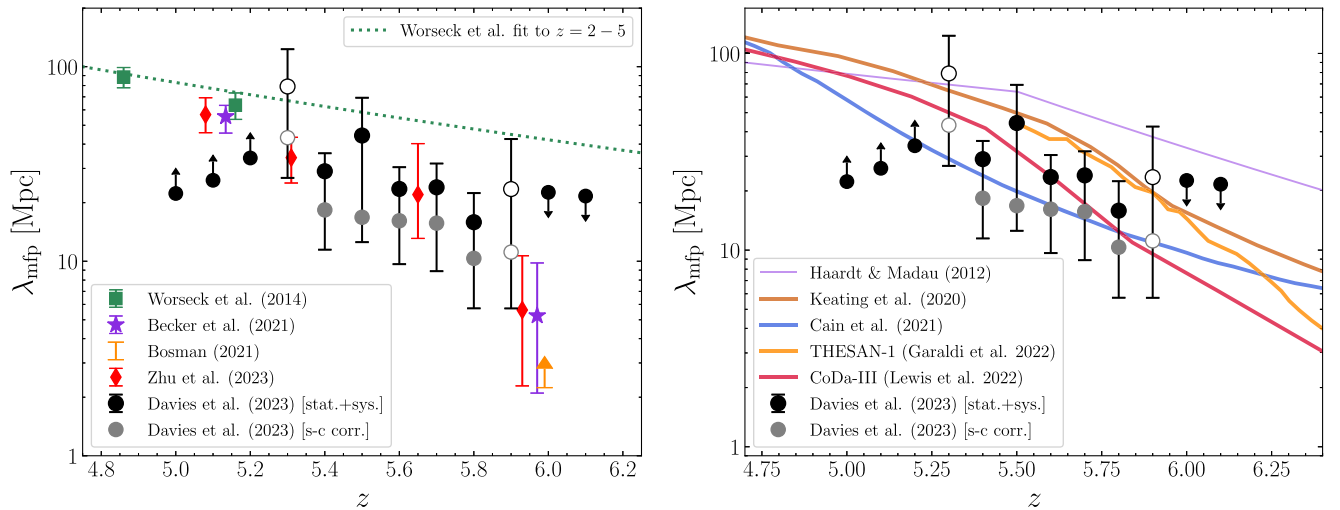 Worseck et al. fit to z = 2 − 5
100
10
1
λmfp [Mpc]
Worseck et al. (2014)
Becker et al. (2021)
Bosman (2021)
Zhu et al. (2023)
Davies et al. (2023) [stat.+sys.]
Davies et al. (2023) [s-c corr.]
4.8 5.0 5.2 5.4 5.6 5.8 6.0 6.2
z
100
10
1
λmfp [Mpc]
Haardt & Madau (2012)
Keating et al. (2020)
Cain et al. (2021)
THESAN-1 (Garaldi et al. 2022)
CoDa-III (Lewis et al. 2022)
Davies et al. (2023) [stat.+sys.]
Davies et al. (2023) [s-c corr.]
4.75 5.00 5.25 5.50 5.75 6.00 6.25
z